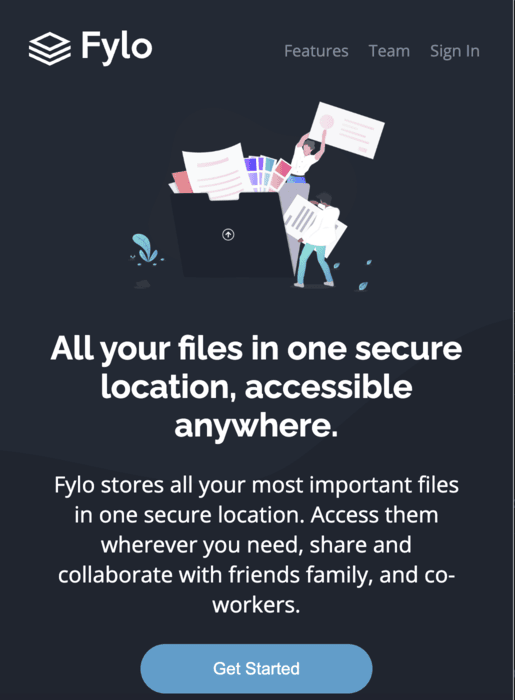 Fylo
Features Team Sign In
All your files in one secure
location, accessible
anywhere.
Fylo stores all your most important files
in one secure location. Access them
wherever you need, share and
collaborate with friends family, and co-
workers.
Get Started